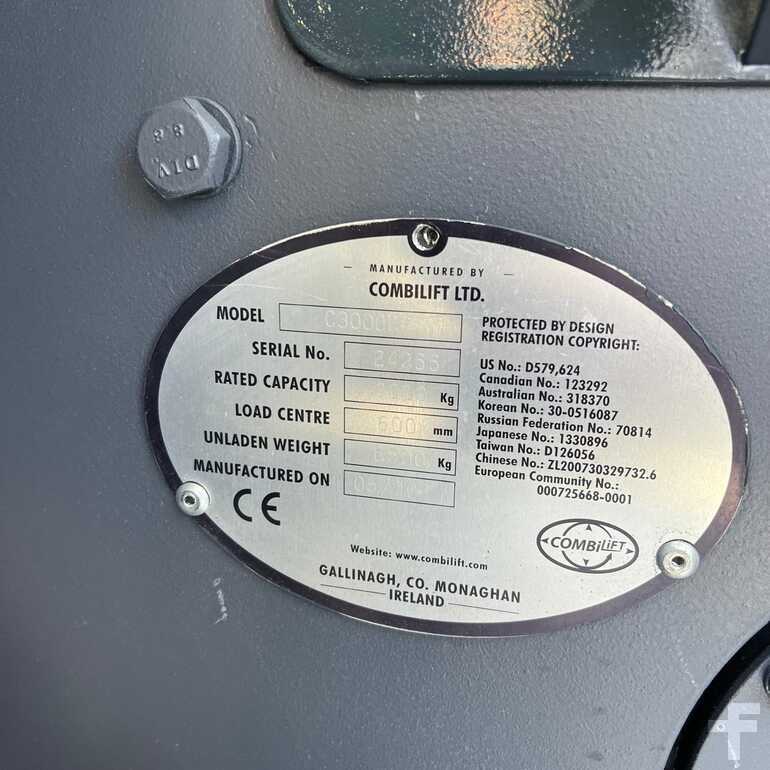 D1V.
8.8
MANUFACTURED BY
COMBILIFT LTD.
MODEL
SERIAL No. 24255
RATED CAPACITY Kg
LOAD CENTRE 600 mm
UNLADEN WEIGHT Kg
MANUFACTURED ON
CE
PROTECTED BY DESIGN
REGISTRATION COPYRIGHT:
US No.: D579,624
Canadian No.: 123292
Australian No.: 318370
Korean No.: 30-0516087
Russian Federation No.: 70814
Japanese No.: 1330896
Taiwan No.: D126056
Chinese No.: ZL200730329732.6
European Community No.:
000725668-0001
COMBiLiFT
Website: www.combilift.com
GALLINAGH, CO. MONAGHAN
IRELAND